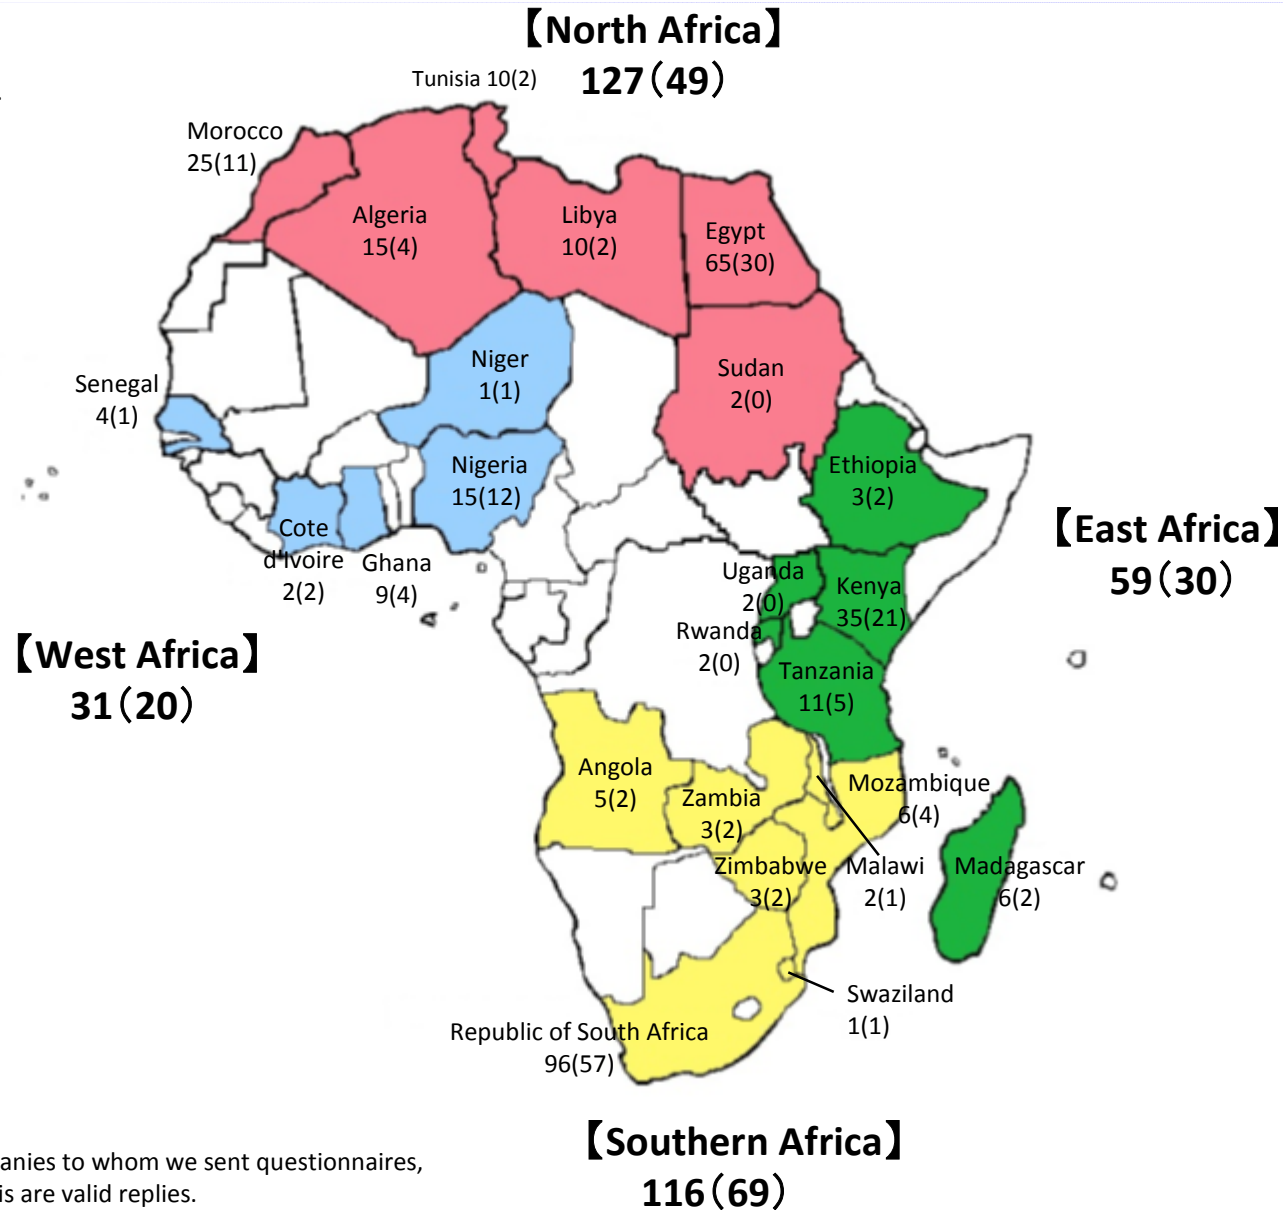 【North Africa】
127(49)
Tunisia 10(2)
Morocco
25(11)
Algeria
15(4)
Libya
10(2)
Egypt
65(30)
Sudan
2(0)
Niger
1(1)
Senegal
4(1)
Nigeria
15(12)
Cote
d'Ivoire
2(2)
Ghana
9(4)
【West Africa】
31(20)
Ethiopia
3(2)
【East Africa】
59(30)
Uganda
2(0)
Kenya
35(21)
Rwanda
2(0)
Tanzania
11(5)
Angola
5(2)
Zambia
3(2)
Mozambique
6(4)
Zimbabwe
3(2)
Malawi
2(1)
Madagascar
6(2)
Swaziland
1(1)
Republic of South Africa
96(57)
【Southern Africa】
116(69)
anies to whom we sent questionnaires,
is are valid replies.